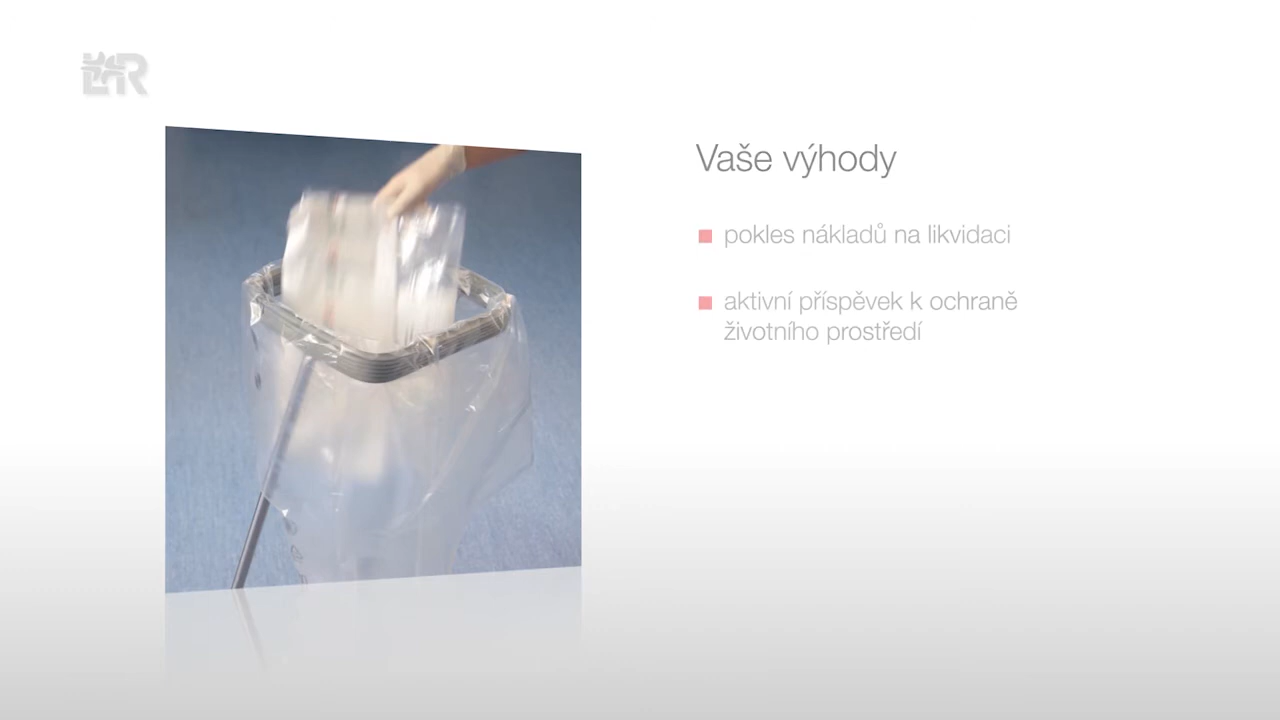 L&R
Vaše výhody
pokles nákladů na likvidaci
aktivní příspěvek k ochraně
životního prostředí